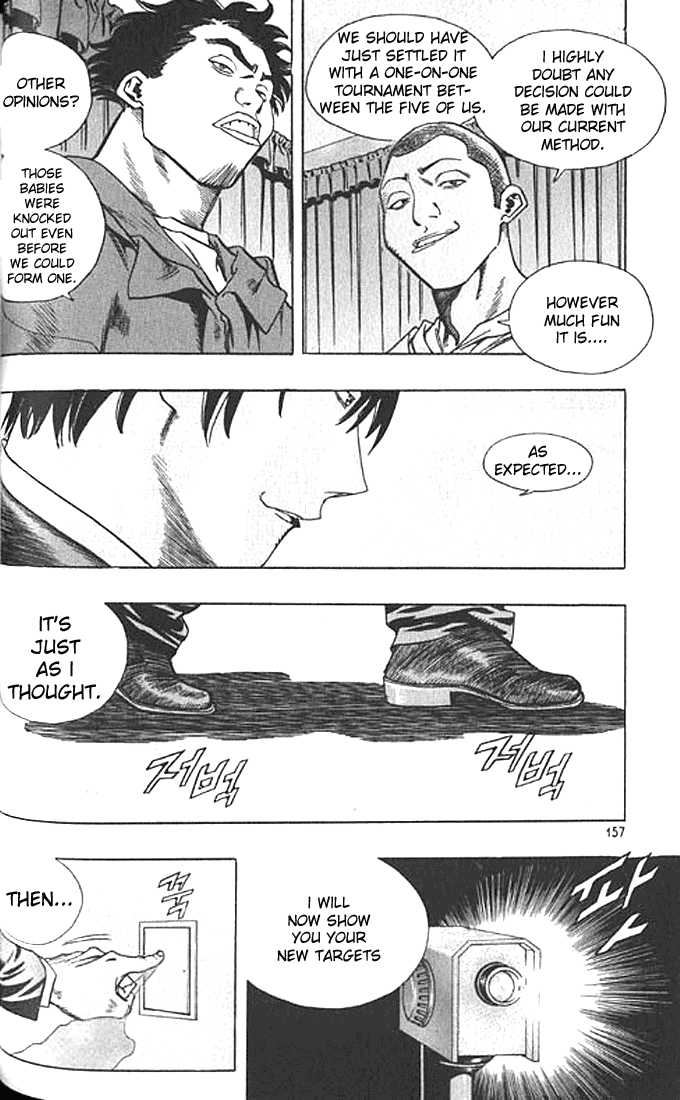 OTHER
OPINIONS?
THOSE
BABIES
WERE
KNOCKED
OUT EVEN
BEFORE
WE COULD
FORM ONE.
WE SHOULD HAVE
JUST SETTLED IT
WITH A ONE-ON-ONE
TOURNAMENT BET-
WEEN THE FIVE OF US.
I HIGHLY
DOUBT ANY
DECISION COULD
BE MADE WITH
OUR CURRENT
METHOD.
HOWEVER
MUCH FUN
IT IS....
AS
EXPECTED...
IT'S
JUST
AS I
THOUGHT.
저벅
저벅
157
THEN...
꾹
I WILL
NOW SHOW
YOU YOUR
NEW TARGETS